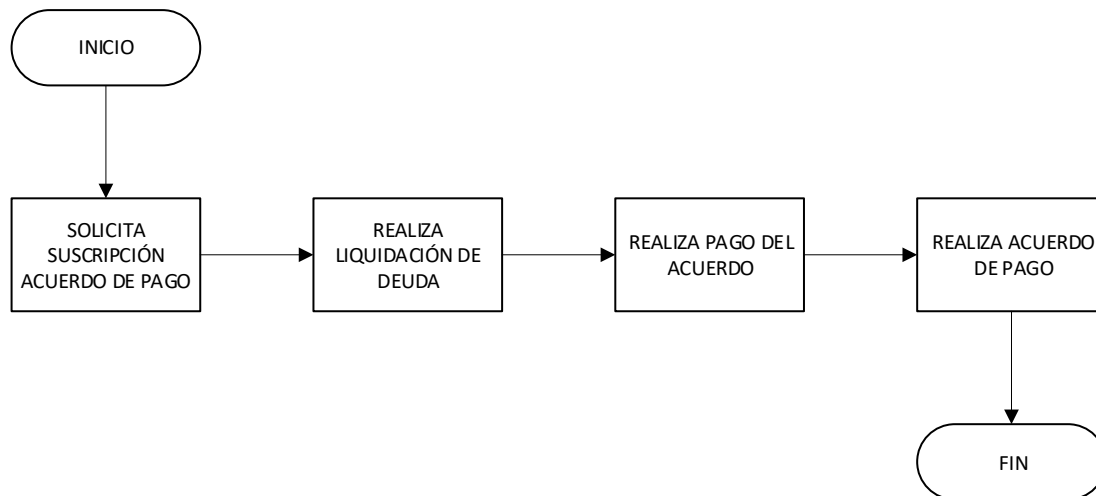 INICIO
SOLICITA
SUSCRIPCIÓN
ACUERDO DE PAGO
REALIZA
LIQUIDACIÓN DE
DEUDA
REALIZA PAGO DEL
ACUERDO
REALIZA ACUERDO
DE PAGO
FIN